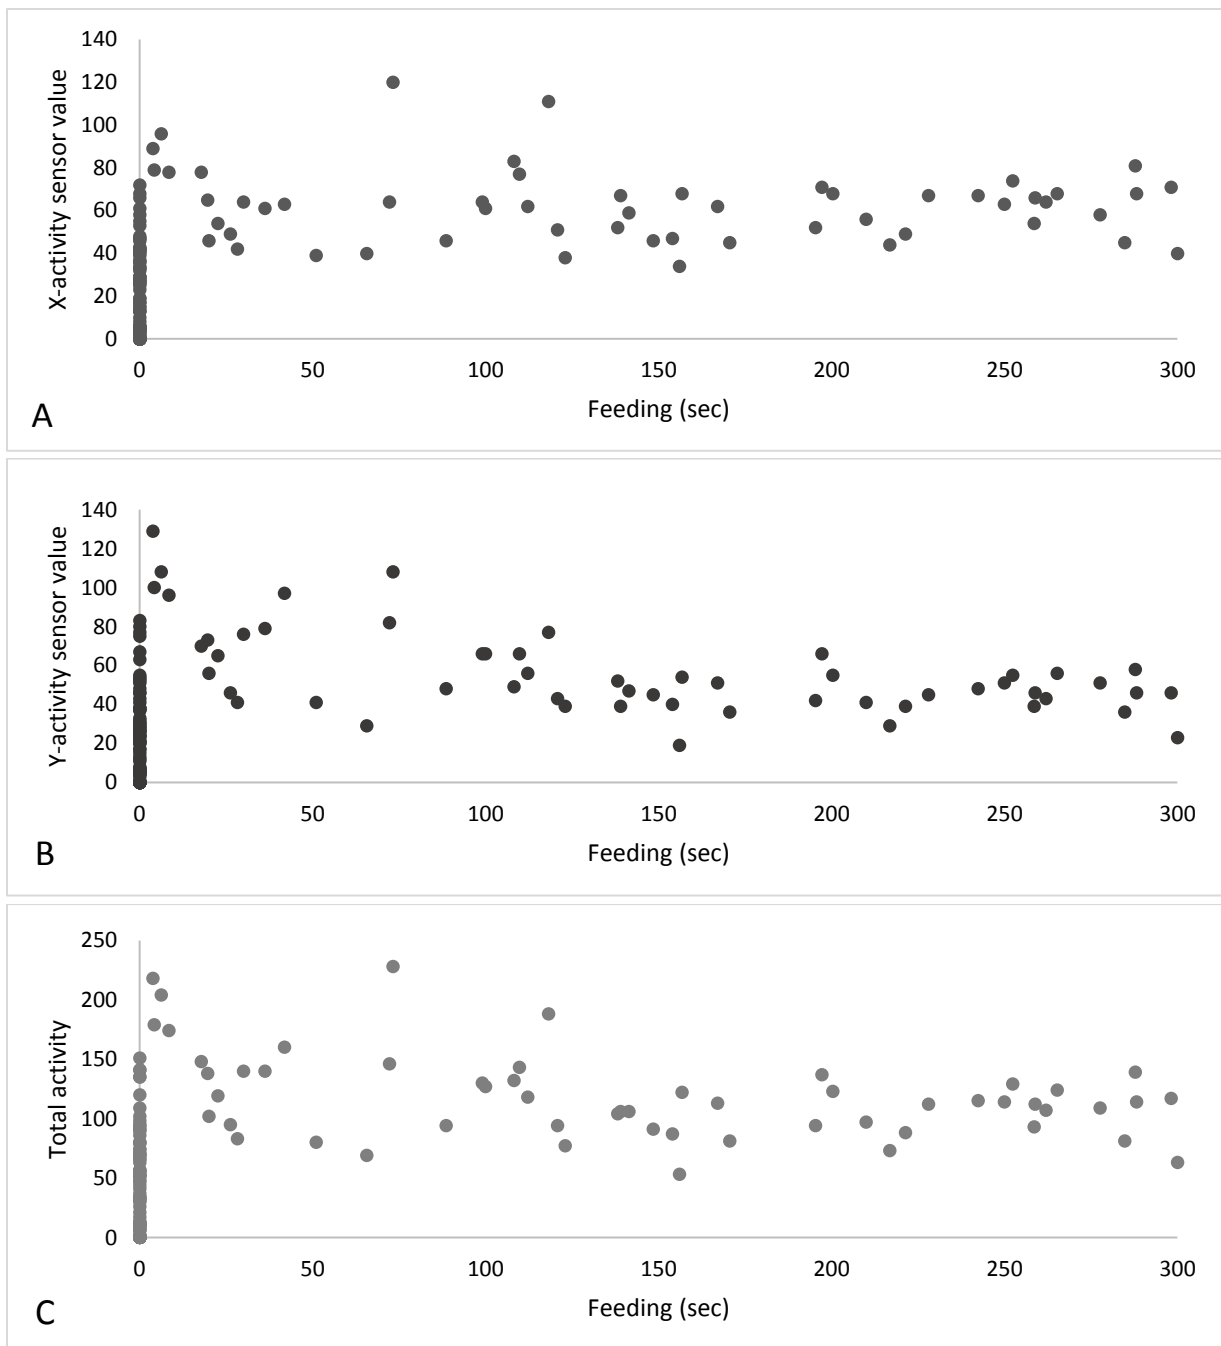 140
120
100
80
60
40
20
0
X-activity sensor value
0 50 100 150 200 250 300
Feeding (sec)
A
140
120
100
80
60
40
20
0
Y-activity sensor value
0 50 100 150 200 250 300
Feeding (sec)
B
250
200
150
100
50
0
Total activity
0 50 100 150 200 250 300
Feeding (sec)
C